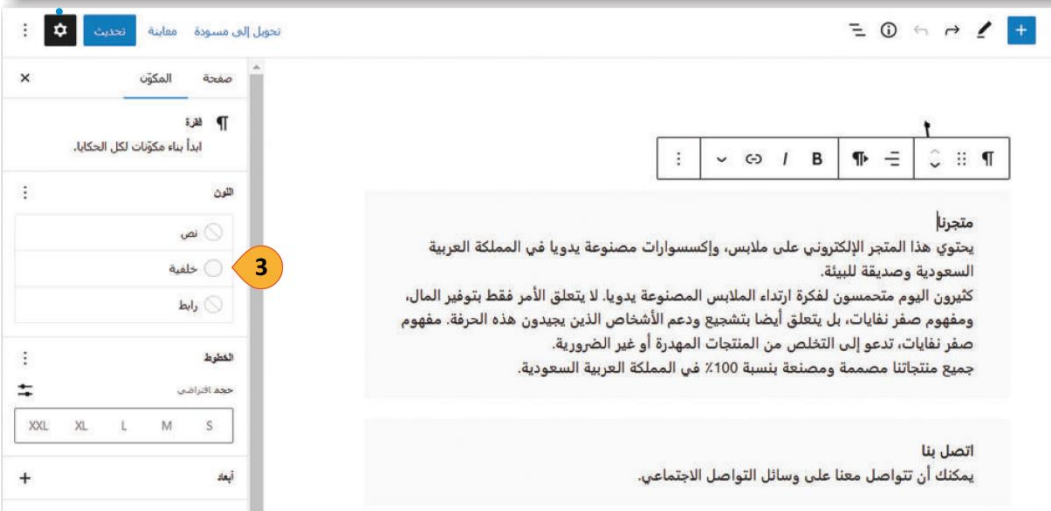 تحويل إلى مسودة
معاينة
تحديث
صفحة
المكوّن
فقرة
ابدأ بناء مكوّنات لكل الحكايا.
اللون
نص
خلفية
3
رابط
الخطوط
حجم افتراضي
S M L XL XXL
أبعاد
B I
متجرنا
يحتوي هذا المتجر الإلكتروني على ملابس، وإكسسوارات مصنوعة يدويا في المملكة العربية
السعودية وصديقة للبيئة.
كثيرون اليوم متحمسون لفكرة ارتداء الملابس المصنوعة يدويا. لا يتعلق الأمر فقط بتوفير المال،
ومفهوم صفر نفايات، بل يتعلق أيضا بتشجيع ودعم الأشخاص الذين يجيدون هذه الحرفة. مفهوم
صفر نفايات، تدعو إلى التخلص من المنتجات المهدرة أو غير الضرورية.
جميع منتجاتنا مصممة ومصنعة بنسبة 100٪ في المملكة العربية السعودية.
اتصل بنا
يمكنك أن تتواصل معنا على وسائل التواصل الاجتماعي.